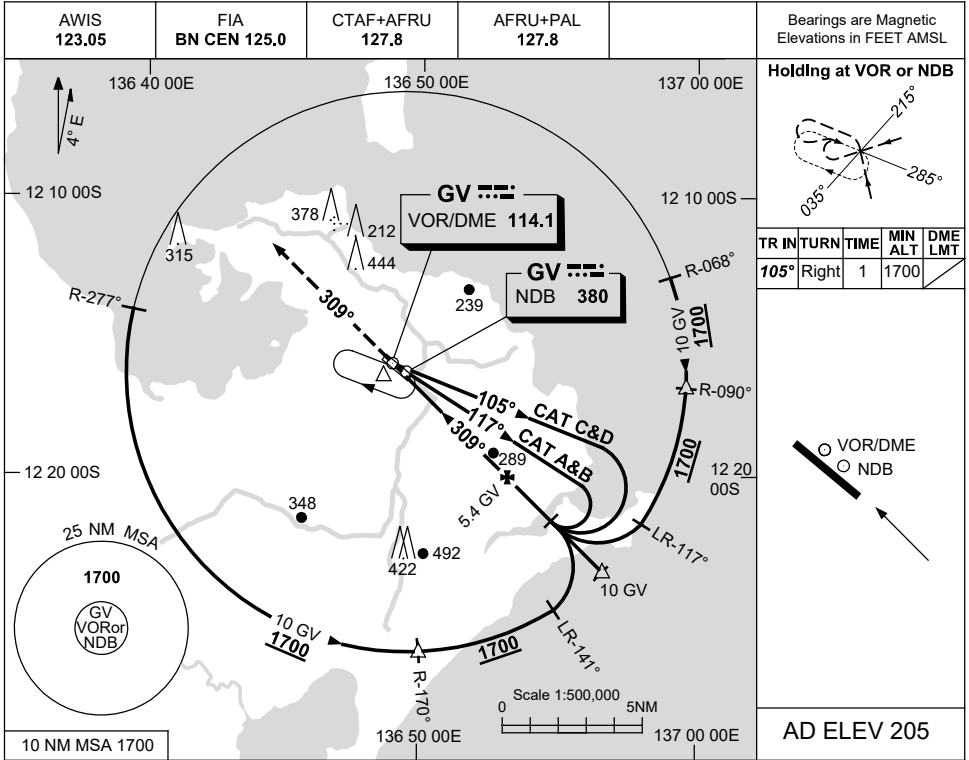 AWIS
123.05
FIA
BN CEN 125.0
CTAF+AFRU
127.8
AFRU+PAL
127.8
Bearings are Magnetic
Elevations in FEET AMSL
136 40 00E
136 50 00E
137 00 00E
4° E
12 10 00S
12 10 00S
GV
VOR/DME 114.1
GV
NDB 380
378
212
444
315
239
R-277°
R-068°
10 GV
1700
R-090°
309°
105°
CAT C&D
117°
CAT A&B
309°
1700
289
12 20 00S
12 20
00S
5.4 GV
348
492
422
LR-117°
10 GV
25 NM MSA
1700
GV
VORor
NDB
10 GV
1700
1700
LR-141°
R-170°
Scale 1:500,000
0 5NM
136 50 00E
137 00 00E
10 NM MSA 1700
Holding at VOR or NDB
215°
285°
035°
TR IN TURN TIME MIN ALT DME LMT
105° Right 1 1700
VOR/DME
NDB
AD ELEV 205